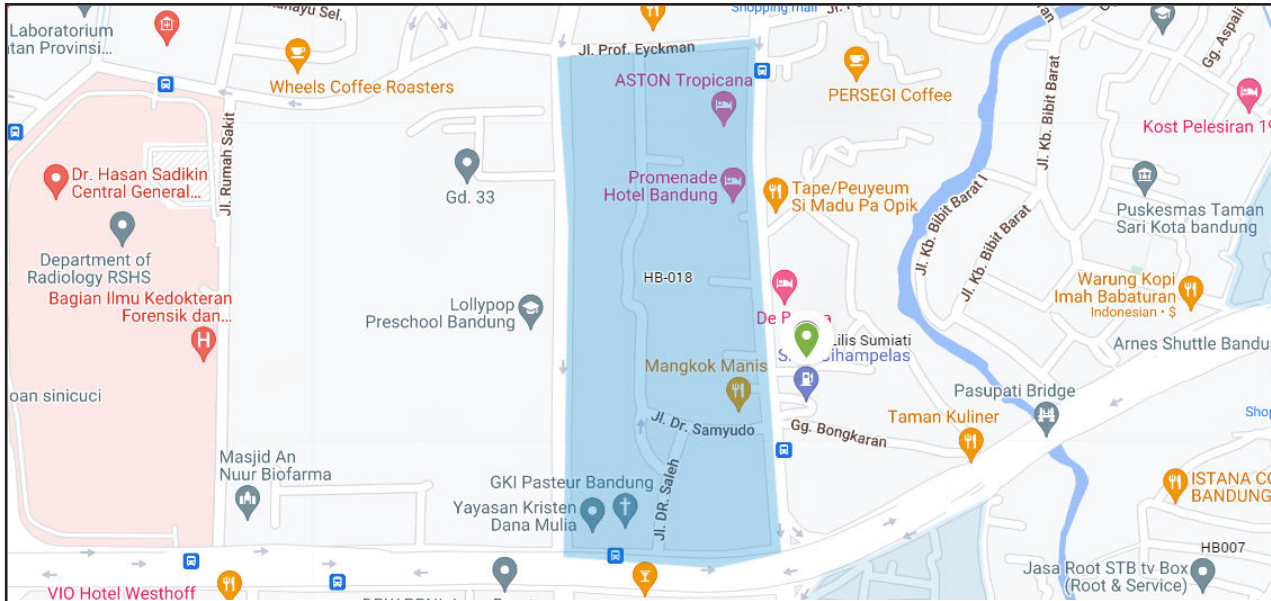 Laboratorium
Provinsi...
Wheels Coffee Roasters
Jl. Prof. Eyckman
Shopping mall
ASTON Tropicana
PERSEGI Coffee
Gg. Aspali
Jl. Kb. Bibit Barat
Kost Pelesiran
Jl. Rumah Sakit
Dr. Hasan Sadikin
Central General...
Gd. 33
Promenade
Hotel Bandung
Tape/Peuyeum
Si Madu Pa Opik
Jl. Kb. Bibit Barat I
Puskesmas Taman
Sari Kota bandung
Department of
Radiology RSHS
Jl. Kb. Bibit Barat
HB-018
Bagian Ilmu Kedokteran
Forensik dan...
Lollypop
Preschool Bandung
Warung Kopi
Imah Babaturan
Indonesian • $
De
Lilis Sumiati
Arnes Shuttle
Mangkok Manis
Pasupati Bridge
sinicuci
Jl. Dr. Samyudo
Gg. Bongkaran
Taman Kuliner
Masjid An
Nuur Biofarma
Jl. DR. Saleh
GKI Pasteur Bandung
Yayasan Kristen
Dana Mulia
ISTANA
BANDUNG
HB007
Jasa Root STB tv Box
(Root & Service)
VIO Hotel Westhoff